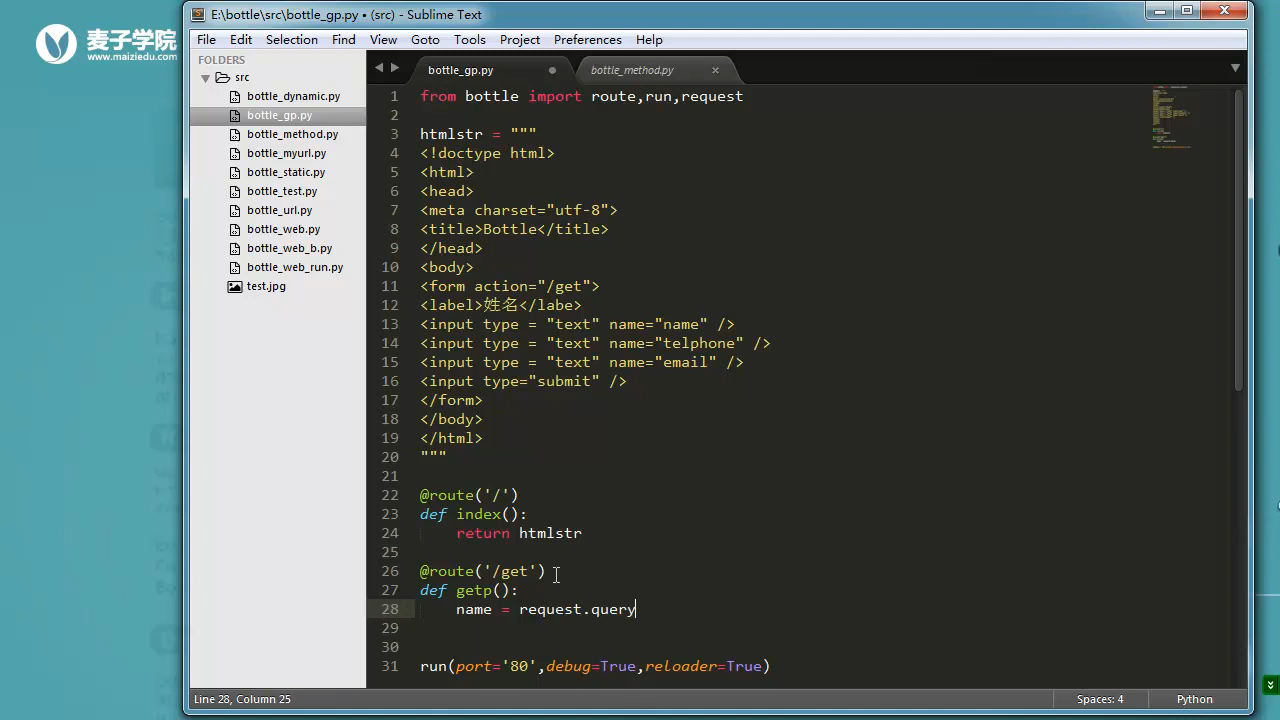 麦子学院
www.maiziedu.com
E:\bottle\src\bottle_gp.py • (src) - Sublime Text
File Edit Selection Find View Goto Tools Project Preferences Help
FOLDERS
src
bottle_dynamic.py
bottle_gp.py
bottle_method.py
bottle_myurl.py
bottle_static.py
bottle_test.py
bottle_url.py
bottle_web.py
bottle_web_b.py
bottle_web_run.py
test.jpg
bottle_gp.py bottle_method.py
1 from bottle import route,run,request
2
3 htmlstr = """
4 <!doctype html>
5 <html>
6 <head>
7 <meta charset="utf-8">
8 <title>Bottle</title>
9 </head>
10 <body>
11 <form action="/get">
12 <label>姓名</labe>
13 <input type = "text" name="name" />
14 <input type = "text" name="telphone" />
15 <input type = "text" name="email" />
16 <input type="submit" />
17 </form>
18 </body>
19 </html>
20 """
21
22 @route('/')
23 def index():
24     return htmlstr
25
26 @route('/get')
27 def getp():
28     name = request.query
29
30
31 run(port='80',debug=True,reloader=True)
Line 28, Column 25 Spaces: 4 Python